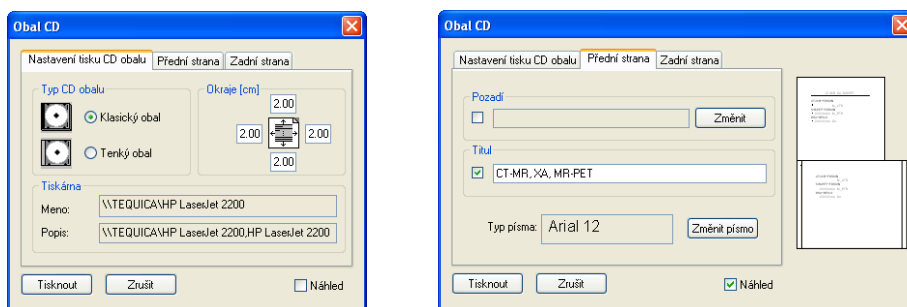 Obal CD
Nastavení tisku CD obalu Přední strana Zadní strana
Typ CD obalu
Klasický obal
Tenký obal
Okraje [cm]
2.00
2.00 2.00
2.00
Tiskárna
Meno: \\TEQUICA\HP LaserJet 2200
Popis: \\TEQUICA\HP LaserJet 2200,HP LaserJet 2200
Tisknout Zrušit Náhled
Obal CD
Nastavení tisku CD obalu Přední strana Zadní strana
Pozadí
Změnit
Titul
CT-MR, XA, MR-PET
Typ písma: Arial 12 Změnit písmo
Tisknout Zrušit Náhled